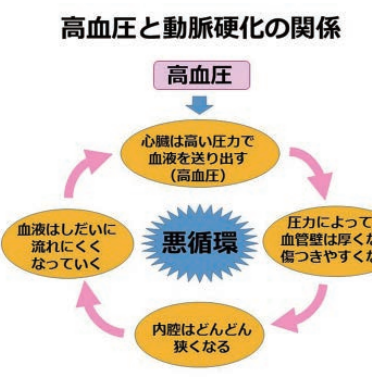 高血圧と動脈硬化の関係
高血圧
心臓は高い圧力で
血液を送り出す
(高血圧)
圧力によって
血管壁は厚くな
傷つきやすくな
内腔はどんどん
狭くなる
血液はしだいに
流れにくく
なっていく
悪循環